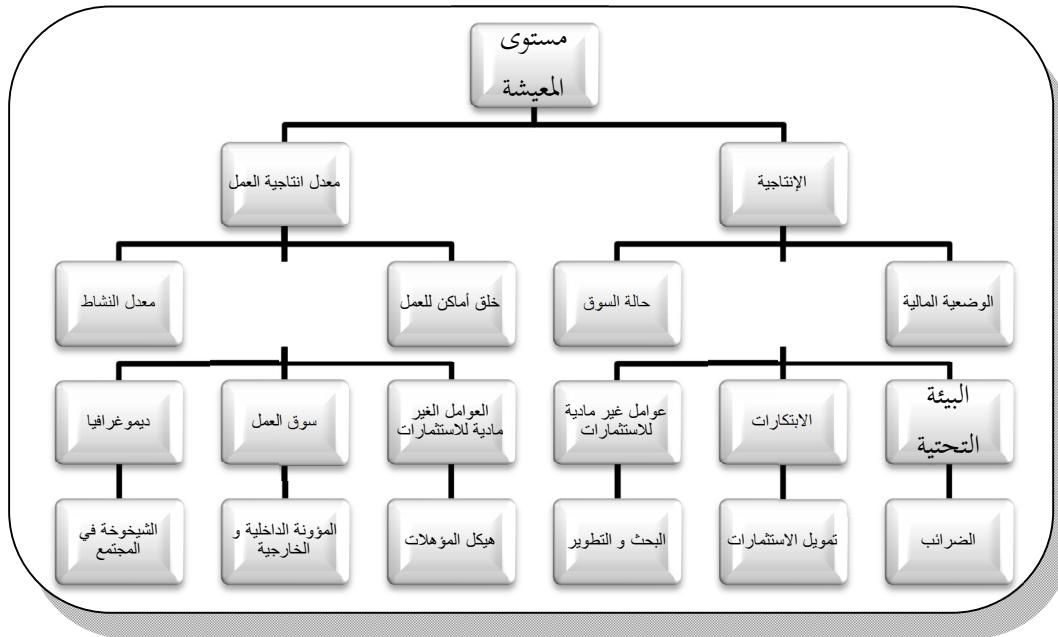 مستوى
المعيشة
الإنتاجية
معدل انتاجية العمل
الوضعية المالية
حالة السوق
خلق أماكن للعمل
معدل النشاط
البيئة
التحتية
الابتكارات
عوامل غير مادية
للاستثمارات
العوامل الغير
مادية للاستثمارات
سوق العمل
ديموغرافيا
الضرائب
تمويل الاستثمارات
البحث و التطوير
هيكل المؤهلات
المؤونة الداخلية و
الخارجية
الشيخوخة في
المجتمع